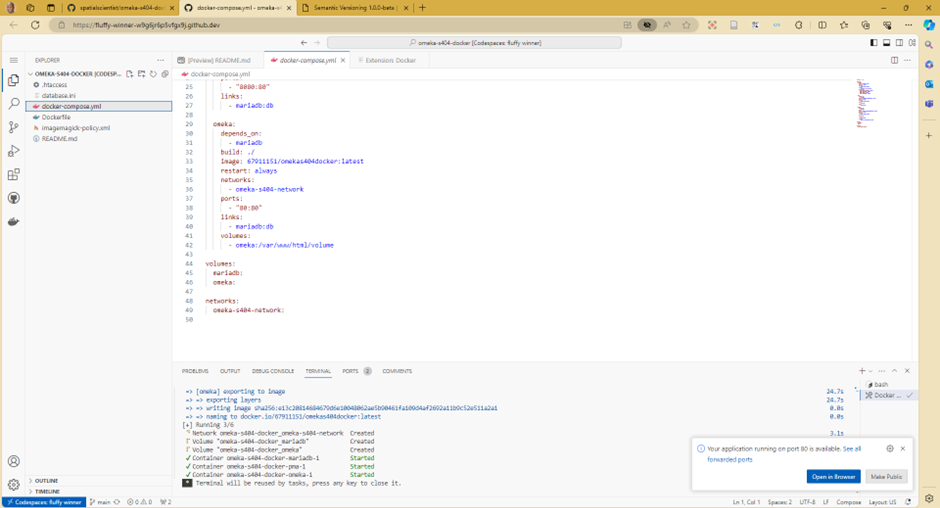 spatialscientist/omeka-s404-dock
docker-compose.yml - omeka-s4
Semantic Versioning 1.0.0-beta
https://fluffy-winner-w9g6jr6p5vfgx9j.github.dev
omeka-s404-docker [Codespaces: fluffy winner]
EXPLORER
OMEKA-S404-DOCKER [CODESP...
.htaccess
database.ini
docker-compose.yml
Dockerfile
imagemagick-policy.xml
README.md
[Preview] README.md
docker-compose.yml
Extension: Docker
docker-compose.yml
25 - "8080:80"
26 links:
27 - mariadb:db
28
29 omeka:
30 depends_on:
31 - mariadb
32 build: ./
33 image: 67911151/omekas404docker:latest
34 restart: always
35 networks:
36 - omeka-s404-network
37 ports:
38 - "80:80"
39 links:
40 - mariadb:db
41 volumes:
42 - omeka:/var/www/html/volume
43
44 volumes:
45 mariadb:
46 omeka:
47
48 networks:
49 omeka-s404-network:
50
PROBLEMS OUTPUT DEBUG CONSOLE TERMINAL PORTS 2 COMMENTS
=> [omeka] exporting to image 24.7s
=> => exporting layers 24.7s
=> => writing image 0.0s
=> => naming to docker.io/67911151/omekas404docker:latest 0.0s
[+] Running 3/6
Network omeka-s404-docker_omeka-s404-network Created 3.1s
Volume "omeka-s404-docker_mariadb" Created
Volume "omeka-s404-docker_omeka" Created
✓ Container omeka-s404-docker-mariadb-1 Started
✓ Container omeka-s404-docker-pma-1 Started
✓ Container omeka-s404-docker-omeka-1 Started
* Terminal will be reused by tasks, press any key to close it.
bash
Docker ...
Your application running on port 80 is available. See all
forwarded ports
Open in Browser
Make Public
OUTLINE
TIMELINE
Codespaces: fluffy winner
main
0 0
2
Ln 1, Col 1 Spaces: 2 UTF-8 LF Compose Layout: US